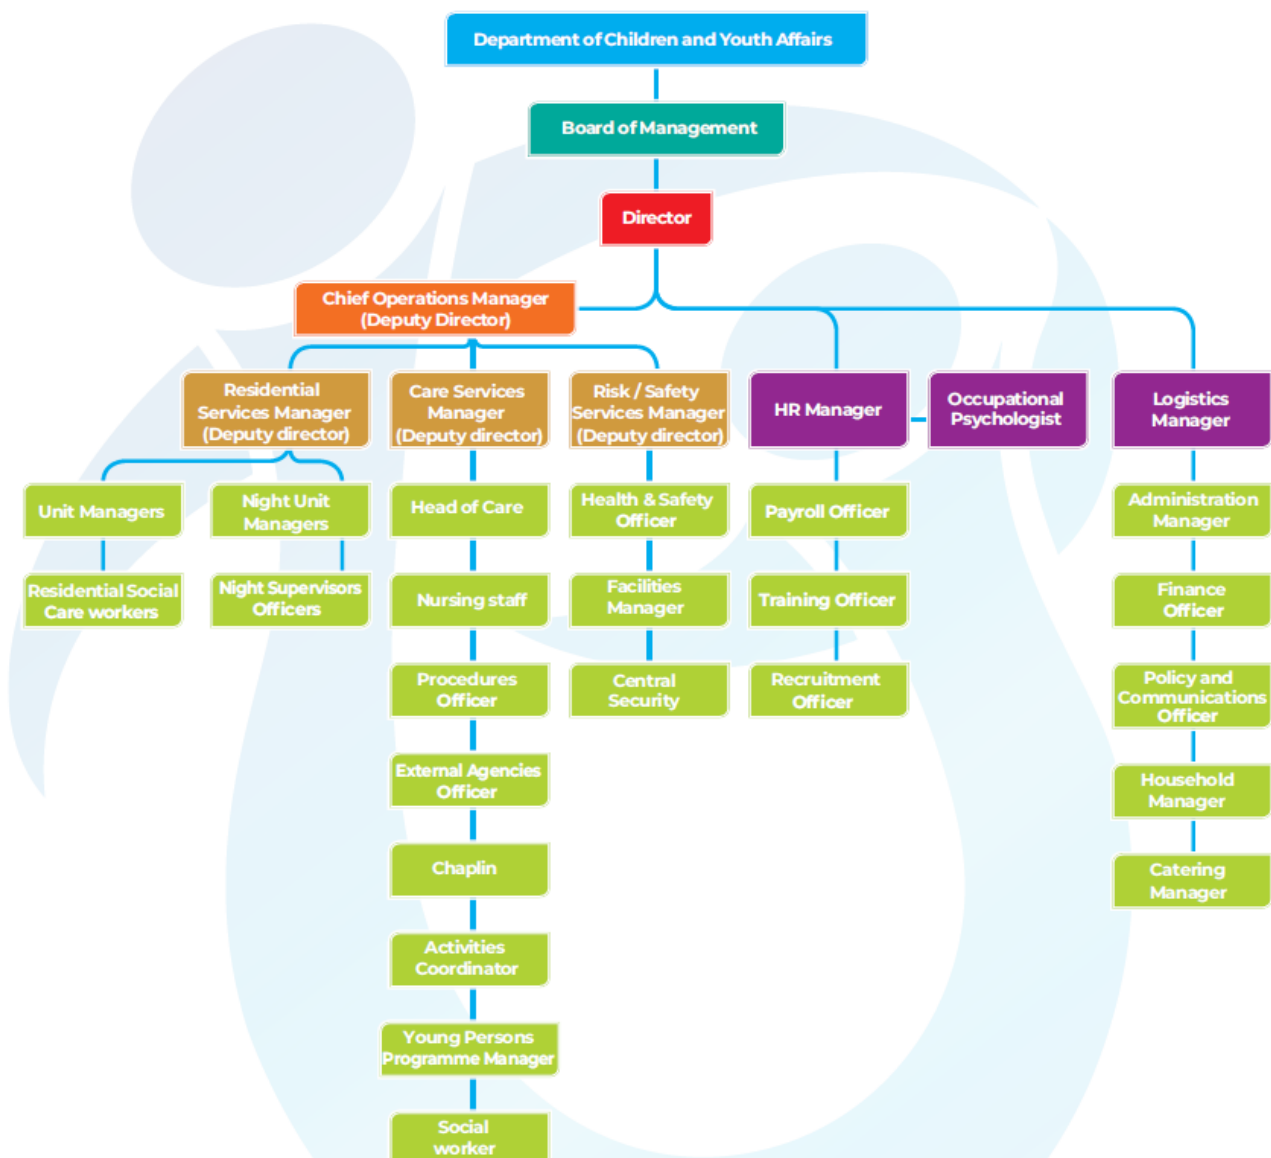 Department of Children and Youth Affairs
Board of Management
Director
Chief Operations Manager
(Deputy Director)
Residential
Services Manager
(Deputy director)
Care Services
Manager
(Deputy director)
Risk / Safety
Services Manager
(Deputy director)
HR Manager
Occupational
Psychologist
Logistics
Manager
Unit Managers
Night Unit
Managers
Head of Care
Health & Safety
Officer
Payroll Officer
Administration
Manager
Residential Social
Care workers
Night Supervisors
Officers
Nursing staff
Facilities
Manager
Training Officer
Finance
Officer
Procedures
Officer
Central
Security
Recruitment
Officer
Policy and
Communications
Officer
External Agencies
Officer
Household
Manager
Chaplin
Catering
Manager
Activities
Coordinator
Young Persons
Programme Manager
Social
worker